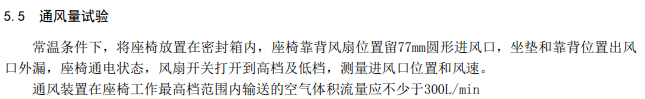 5.5 通风量试验
常温条件下，将座椅放置在密封箱内，座椅靠背风扇位置留77mm圆形进风口，坐垫和靠背位置出风
口外漏，座椅通电状态，风扇开关打开到高档及低档，测量进风口位置和风速。
通风装置在座椅工作最高档范围内输送的空气体积流量应不少于300L/min